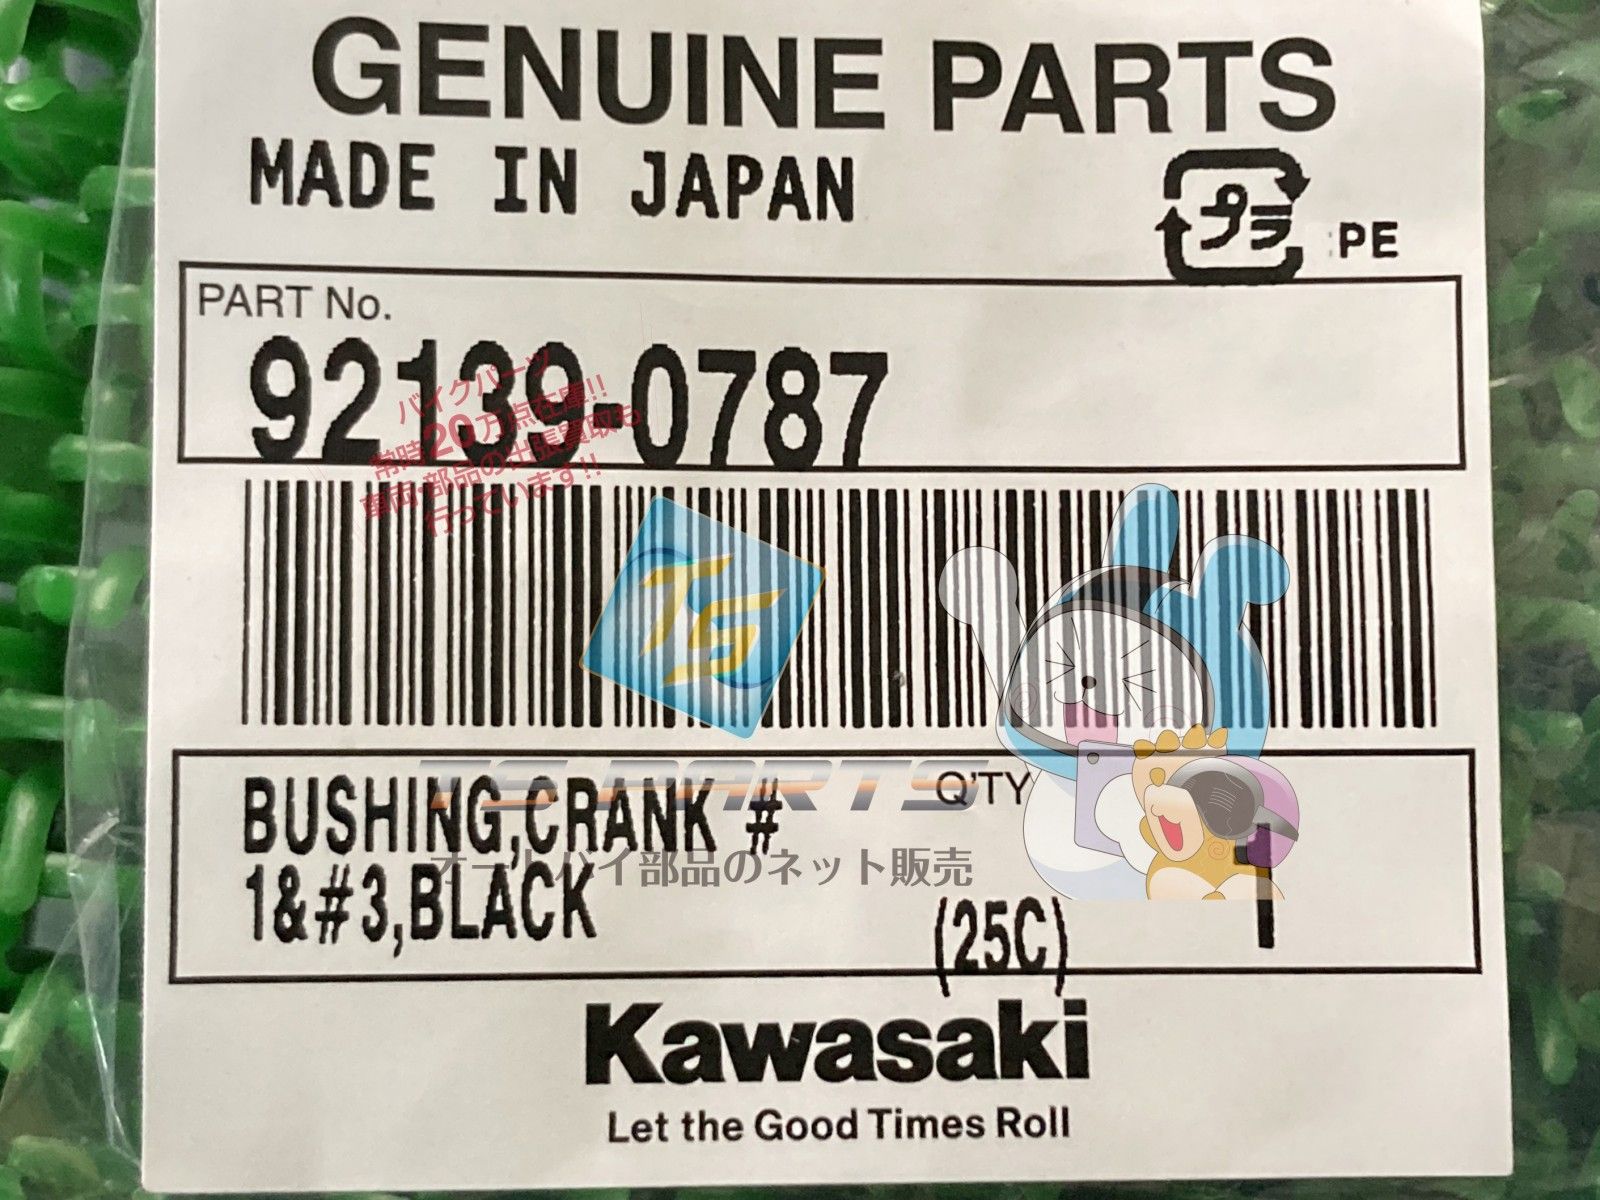 GENUINE PARTS
MADE IN JAPAN
プラ
PE
PART No.
92139-0787
バイクパーツ
常時20万点在庫!!
車両・部品の出張買取も
行っています!!
TS
TS PARTS
オートバイ部品のネット販売
BUSHING,CRANK #
1&#3,BLACK
Q'TY
1
(25C)
Kawasaki
Let the Good Times Roll